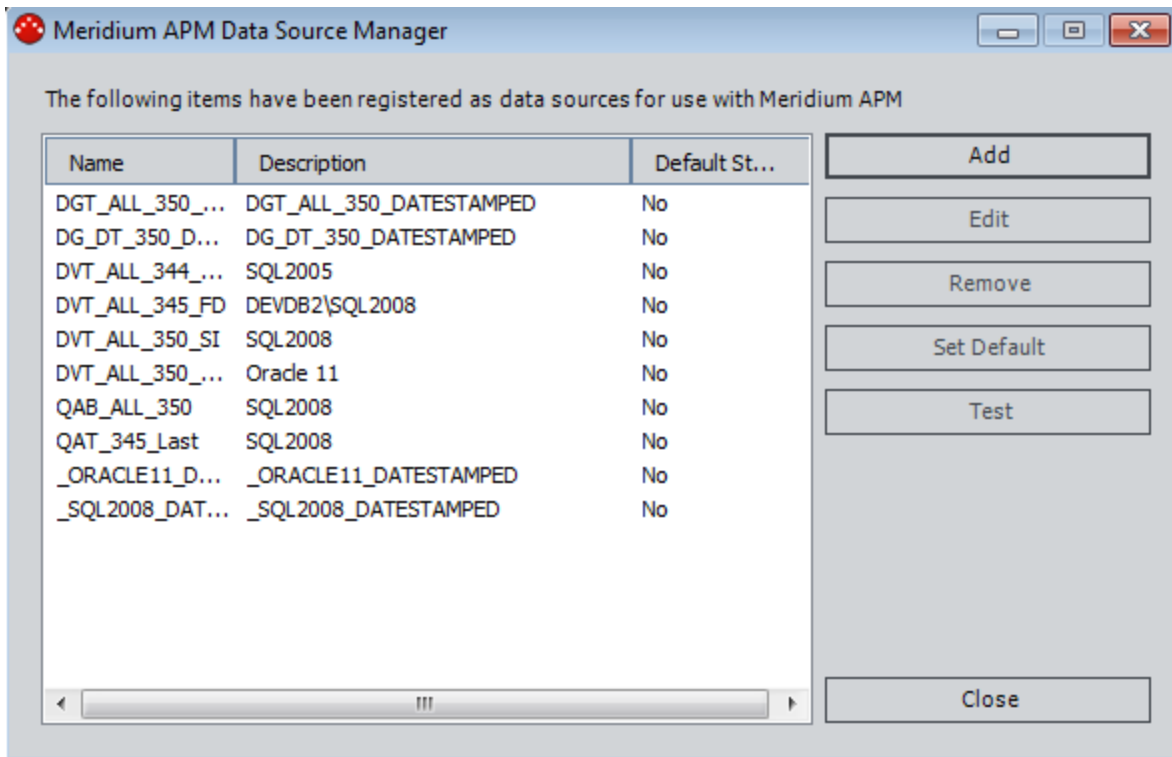 Meridium APM Data Source Manager
The following items have been registered as data sources for use with Meridium APM
Name Description Default St...
DGT_ALL_350_... DGT_ALL_350_DATESTAMPED No
DG_DT_350_D... DG_DT_350_DATESTAMPED No
DVT_ALL_344_... SQL2005 No
DVT_ALL_345_FD DEVDB2\SQL2008 No
DVT_ALL_350_SI SQL2008 No
DVT_ALL_350_... Oracle 11 No
QAB_ALL_350 SQL2008 No
QAT_345_Last SQL2008 No
_ORACLE11_D... _ORACLE11_DATESTAMPED No
_SQL2008_DAT... _SQL2008_DATESTAMPED No
Add
Edit
Remove
Set Default
Test
Close